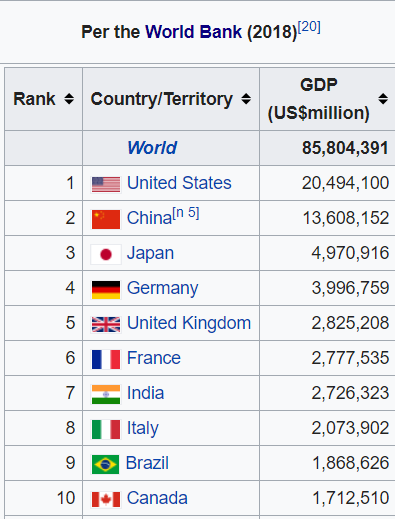 Per the World Bank (2018)[20]
Rank Country/Territory GDP
(US$million)
World 85,804,391
1 United States 20,494,100
2 China[n 5] 13,608,152
3 Japan 4,970,916
4 Germany 3,996,759
5 United Kingdom 2,825,208
6 France 2,777,535
7 India 2,726,323
8 Italy 2,073,902
9 Brazil 1,868,626
10 Canada 1,712,510